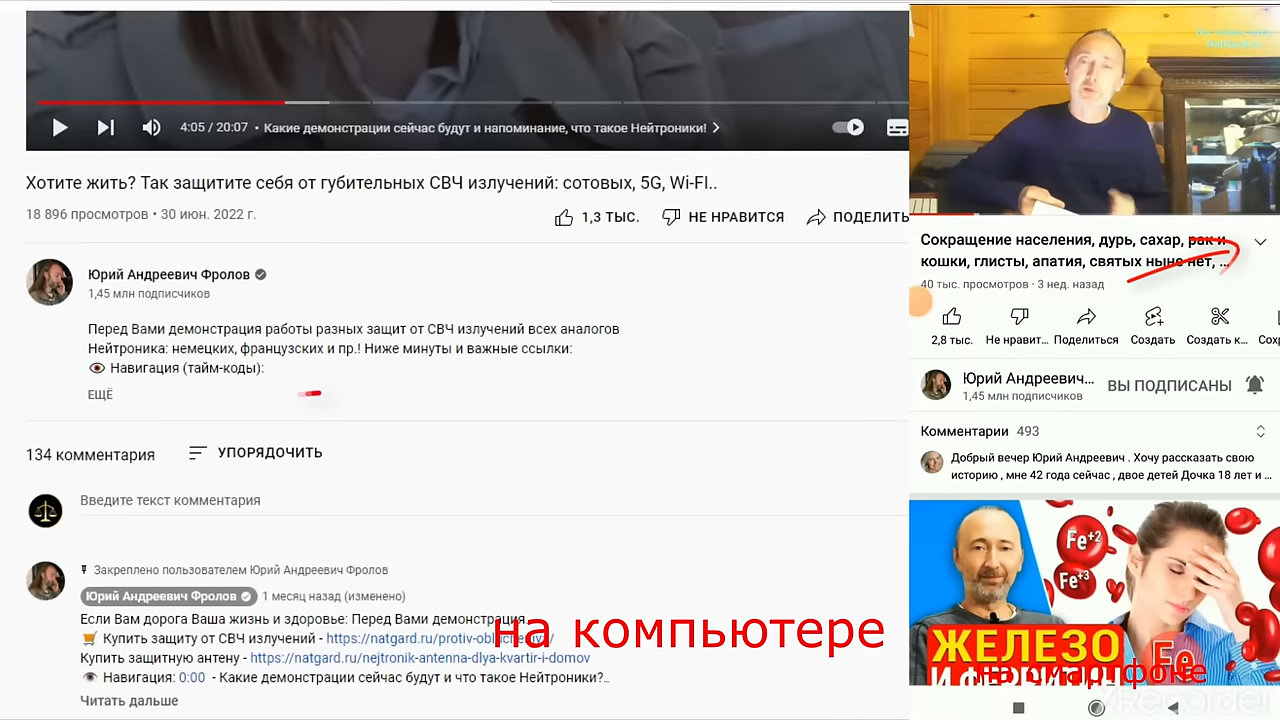 4:05 / 20:07 • Какие демонстрации сейчас будут и напоминание, что такое Нейтроники!
Хотите жить? Так защитите себя от губительных СВЧ излучений: сотовых, 5G, Wi-FI..
18 896 просмотров • 30 июн. 2022 г.
1,3 ТЫС.
НЕ НРАВИТСЯ
ПОДЕЛИТЬ
Юрий Андреевич Фролов
1,45 млн подписчиков
Перед Вами демонстрация работы разных защит от СВЧ излучений всех аналогов
Нейтроника: немецких, французских и пр.! Ниже минуты и важные ссылки:
Навигация (тайм-коды):
ЕЩЁ
134 комментария
УПОРЯДОЧИТЬ
Введите текст комментария
Закреплено пользователем Юрий Андреевич Фролов
Юрий Андреевич Фролов
1 месяц назад (изменено)
Если Вам дорога Ваша жизнь и здоровье: Перед Вами демонстрация
Купить защиту от СВЧ излучений -
Купить защитную антену - https://natgard.ru/nejtronik-antenna-dlya-kvartir-i-domov
Навигация: 0:00 - Какие демонстрации сейчас будут и что такое Нейтроники?..
Читать дальше
на компьютере
Сокращение населения, дурь, сахар, рак и
кошки, глисты, апатия, святых ныне нет, ...
40 тыс. просмотров · 3 нед. назад
2,8 тыс.
Не нравит...
Поделиться
Создать
Создать к...
Сохр
Юрий Андреевич...
1,45 млн подписчиков
ВЫ ПОДПИСАНЫ
Комментарии 493
Добрый вечер Юрий Андреевич . Хочу рассказать свою
историю , мне 42 года сейчас , двое детей Дочка 18 лет и ...
Fe+2
Fe+3
ЖЕЛЕЗО
Fe
XRecorder